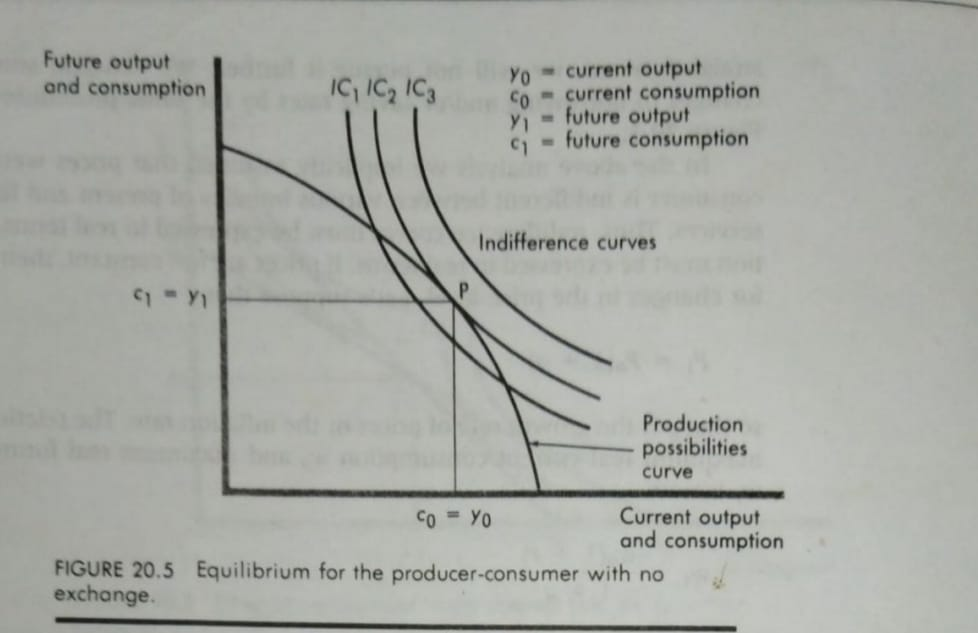 Future output
and consumption
IC1 IC2 IC3
y0 = current output
c0 = current consumption
y1 = future output
c1 = future consumption
Indifference curves
P
c1 = y1
Production
possibilities
curve
c0 = y0
Current output
and consumption
FIGURE 20.5 Equilibrium for the producer-consumer with no
exchange.